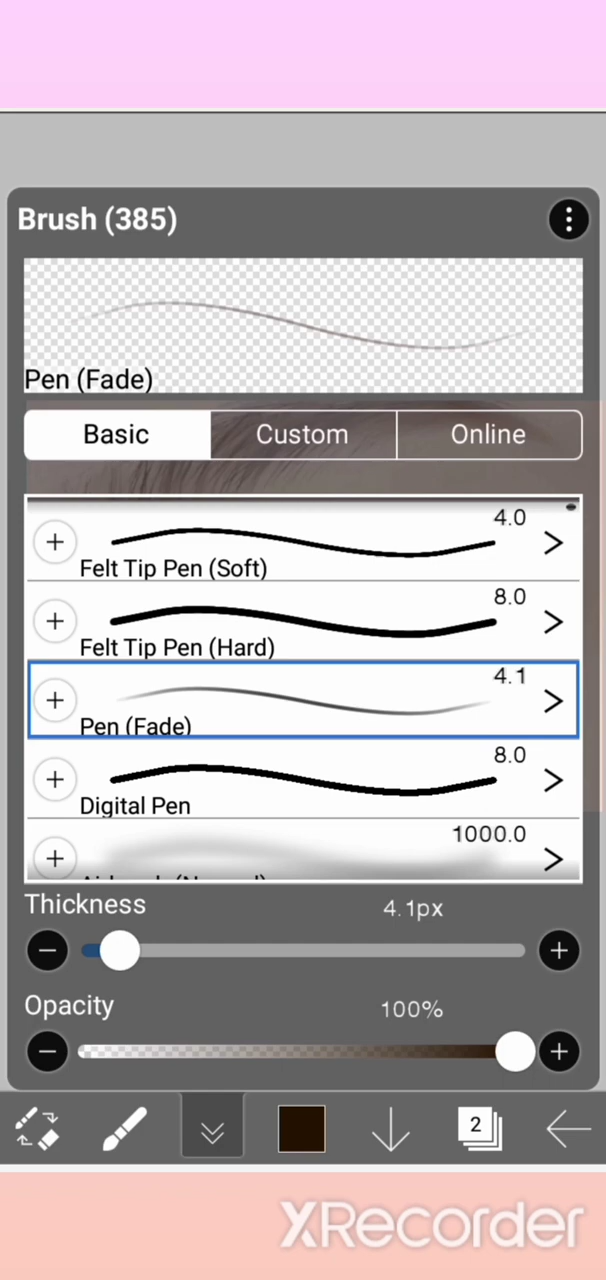 Brush (385)
Pen (Fade)
Basic Custom Online
4.0
Felt Tip Pen (Soft)
8.0
Felt Tip Pen (Hard)
4.1
Pen (Fade)
8.0
Digital Pen
1000.0
Thickness 4.1px
Opacity 100%
2
XRecorder